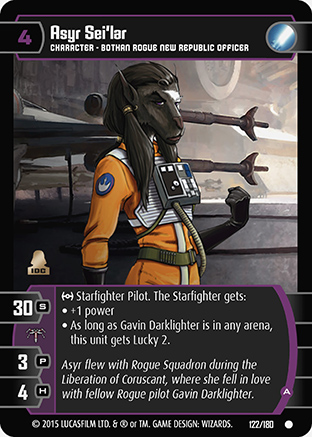 4
Asyr Sei'lar
CHARACTER - BOTHAN ROGUE NEW REPUBLIC OFFICER
IDC
30 S
3 P
4 H
Starfighter Pilot. The Starfighter gets:
• +1 power
• As long as Gavin Darklighter is in any arena,
this unit gets Lucky 2.
Asyr flew with Rogue Squadron during the
Liberation of Coruscant, where she fell in love
with fellow Rogue pilot Gavin Darklighter.
A
© 2015 LUCASFILM LTD. & ® or TM. GAME DESIGN: WIZARDS.
122/180